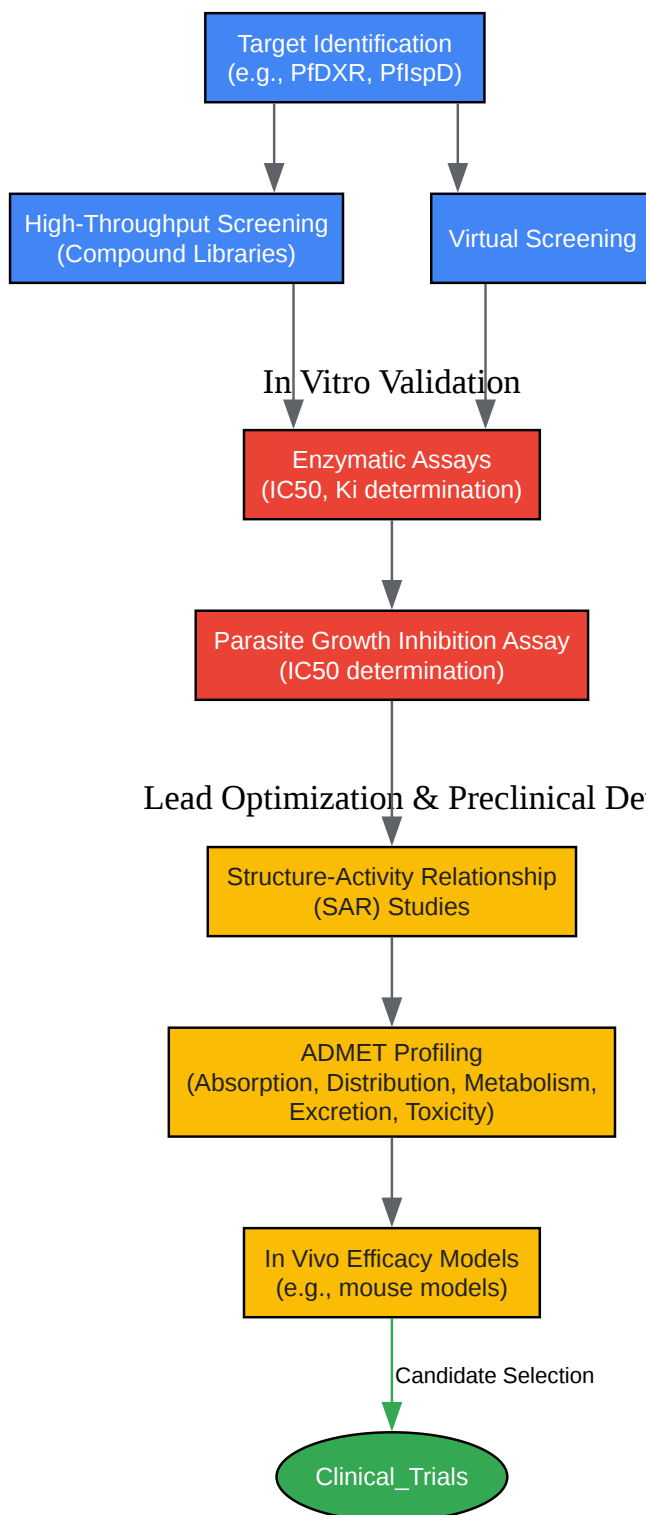 Target Identification
(e.g., PfDXR, PfIspD)
High-Throughput Screening
(Compound Libraries)
Virtual Screening
In Vitro Validation
Enzymatic Assays
(IC50, Ki determination)
Parasite Growth Inhibition Assay
(IC50 determination)
Lead Optimization & Preclinical
Structure-Activity Relationship
(SAR) Studies
ADMET Profiling
(Absorption, Distribution, Metabolism,
Excretion, Toxicity)
In Vivo Efficacy Models
(e.g., mouse models)
Candidate Selection
Clinical_Trials